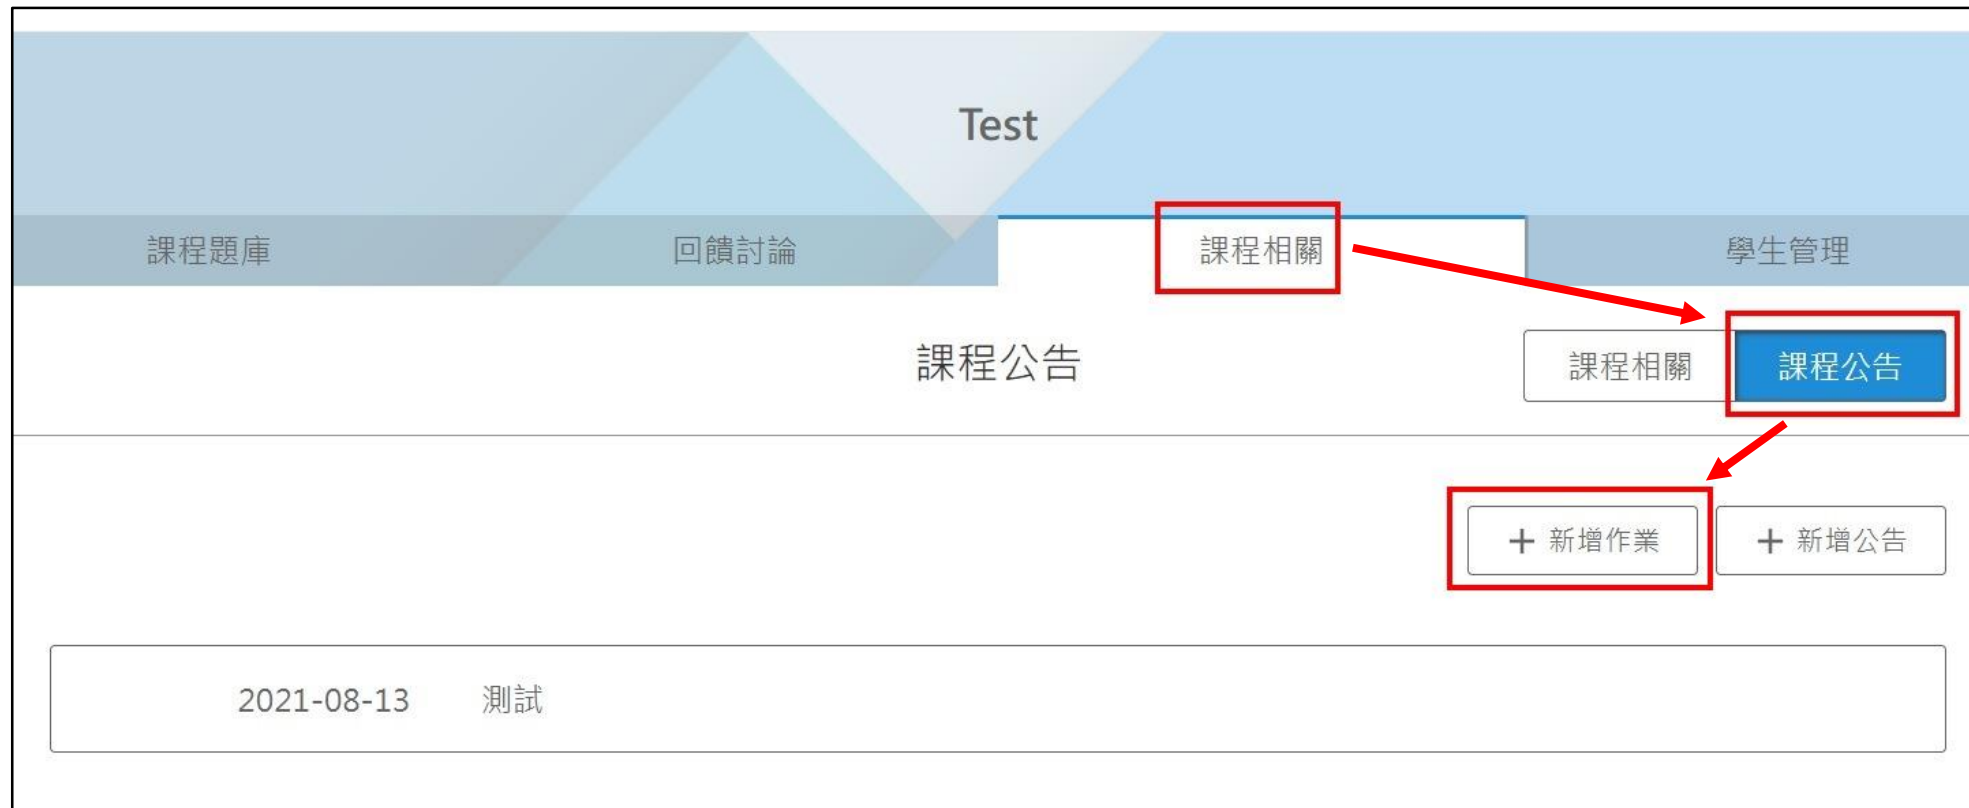 Test
課程題庫 回饋討論 課程相關 學生管理
課程公告 課程相關 課程公告
+ 新增作業 + 新增公告
2021-08-13 測試